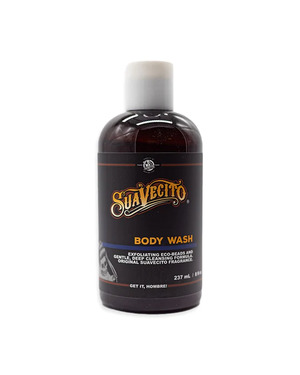 SUAVECITO
BODY WASH
EXFOLIATING ECO-BEADS AND
GENTLE, DEEP CLEANSING FORMULA.
ORIGINAL SUAVECITO FRAGRANCE.
237 mL | 8
GET IT, HOMBRE!